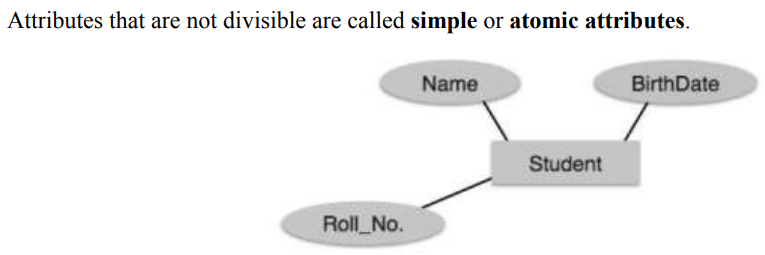 Attributes that are not divisible are called simple or atomic attributes.
Name
BirthDate
Student
Roll_No.